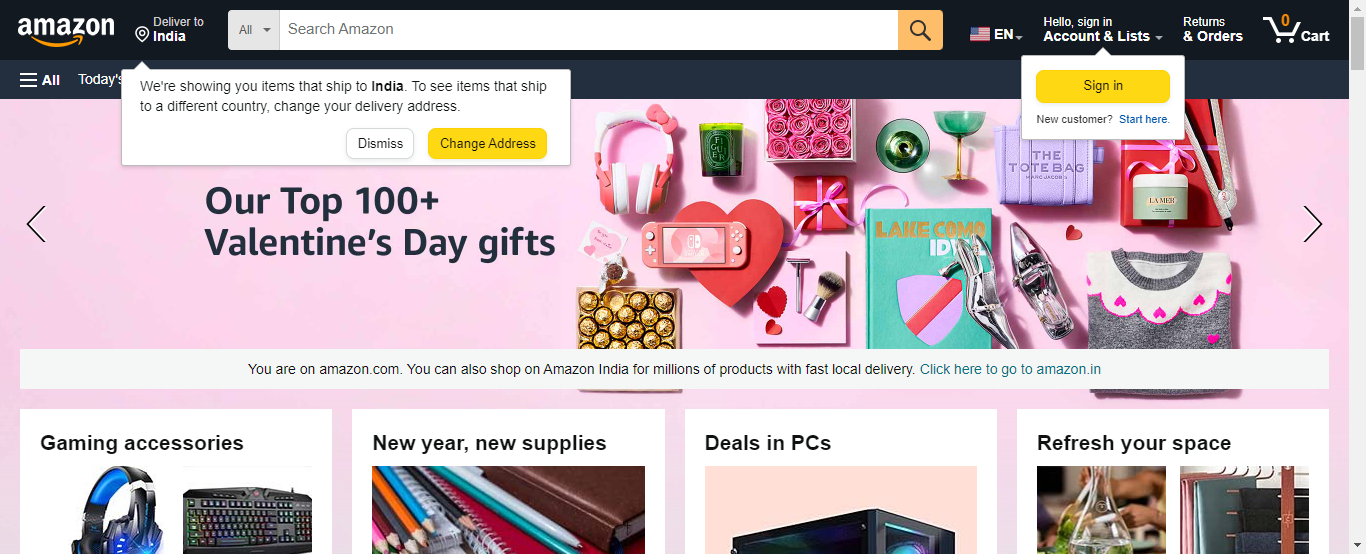 amazon
Deliver to
India
All
Search Amazon
EN
Hello, sign in
Account & Lists
Returns
& Orders
0
Cart
All
Today's
We're showing you items that ship to India. To see items that ship
to a different country, change your delivery address.
Dismiss
Change Address
Sign in
New customer? Start here.
Our Top 100+
Valentine's Day gifts
FIGUIER
THE
TOTE BAG
MARC JACOBS
LA MER
LAKE COMO
IDYLL
You are on amazon.com. You can also shop on Amazon India for millions of products with fast local delivery. Click here to go to amazon.in
Gaming accessories
New year, new supplies
Deals in PCs
Refresh your space